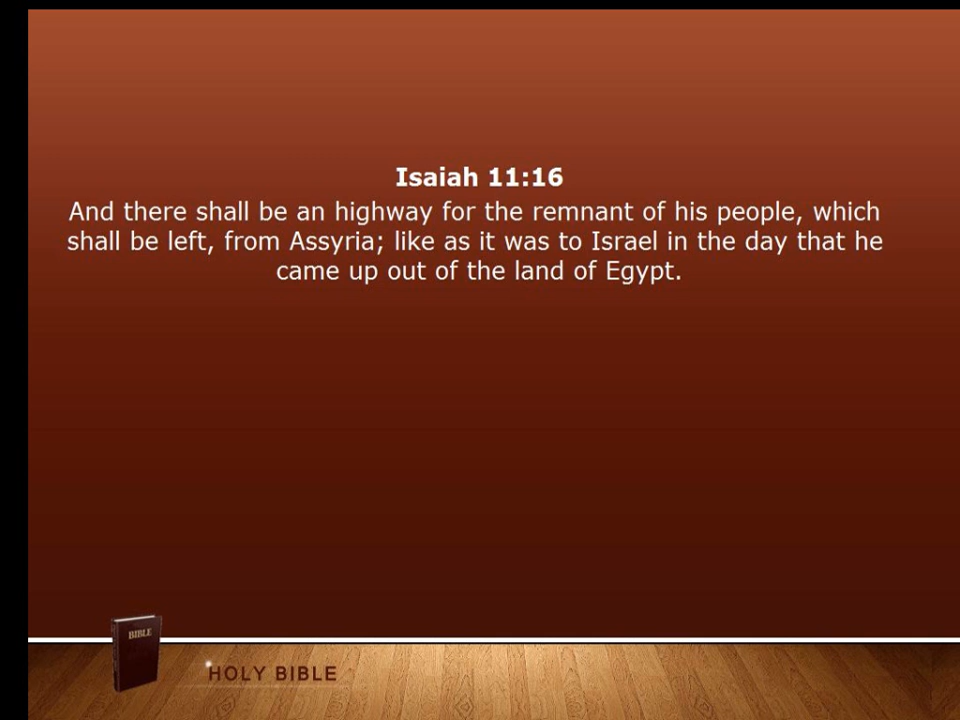 Isaiah 11:16
And there shall be an highway for the remnant of his people, which
shall be left, from Assyria; like as it was to Israel in the day that he
came up out of the land of Egypt.
BIBLE
HOLY BIBLE